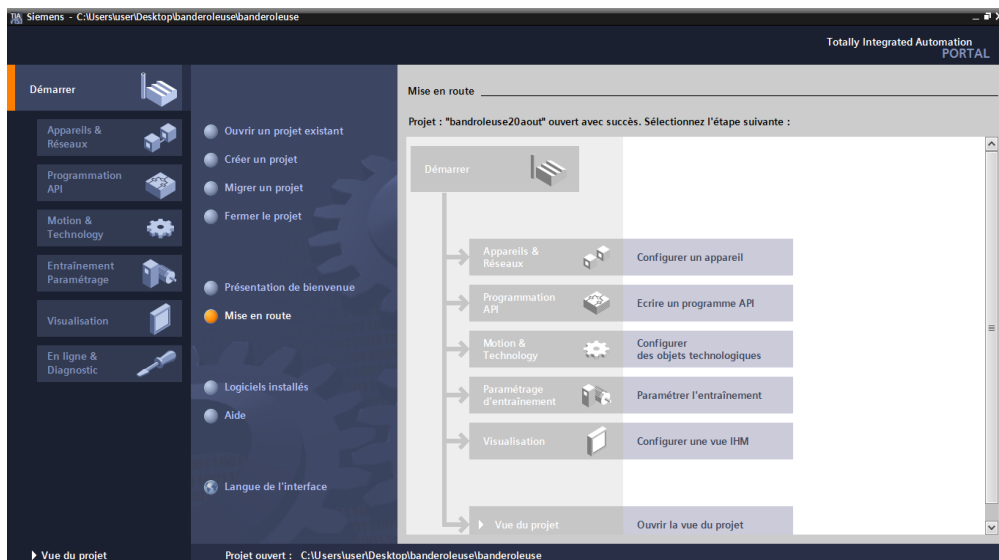 Siemens - C:\Users\user\Desktop\banderoleuse\banderoleuse
Totally Integrated Automation
PORTAL
Démarrer
Appareils &
Réseaux
Programmation
API
Motion &
Technology
Entraînement
Paramétrage
Visualisation
En ligne &
Diagnostic
Vue du projet
Ouvrir un projet existant
Créer un projet
Migrer un projet
Fermer le projet
Présentation de bienvenue
Mise en route
Logiciels installés
Aide
Langue de l'interface
Mise en route
Projet : "bandroleuse20aout" ouvert avec succès. Sélectionnez l'étape suivante :
Démarrer
Appareils &
Réseaux
Configurer un appareil
Programmation
API
Ecrire un programme API
Motion &
Technology
Configurer
des objets technologiques
Paramétrage
d'entraînement
Paramétrer l'entraînement
Visualisation
Configurer une vue IHM
Vue du projet
Ouvrir la vue du projet
Projet ouvert : C:\Users\user\Desktop\banderoleuse\banderoleuse